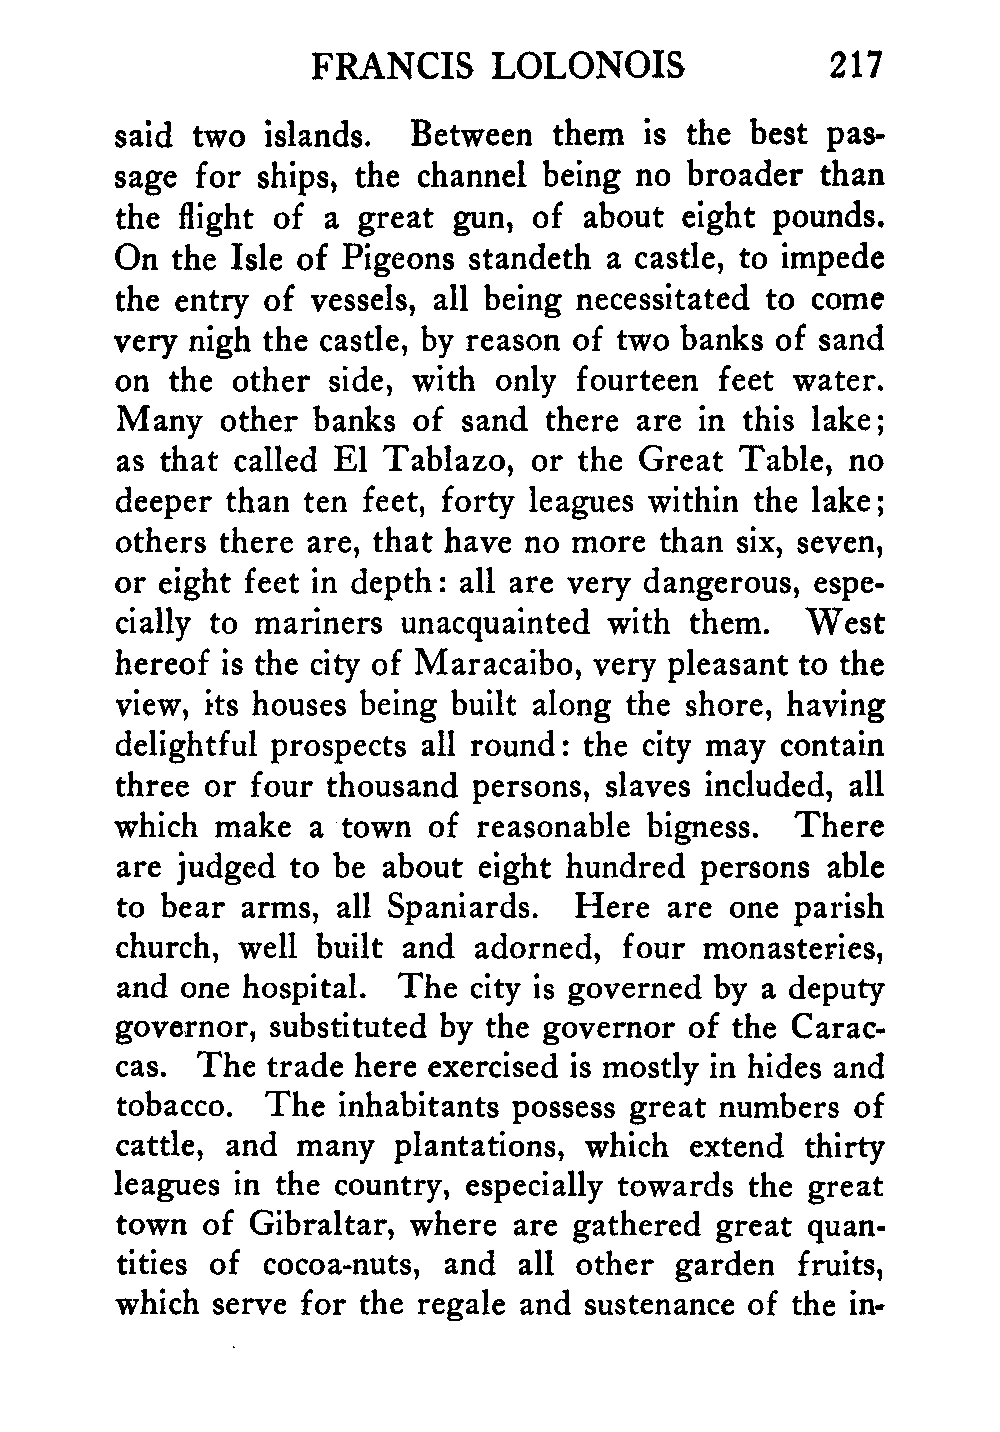 FRANCIS LOLONOIS 217
said two islands. Between them is the best pas-
sage for ships, the channel being no broader than
the flight of a great gun, of about eight pounds.
On the Isle of Pigeons standeth a castle, to impede
the entry of vessels, all being necessitated to come
very nigh the castle, by reason of two banks of sand
on the other side, with only fourteen feet water.
Many other banks of sand there are in this lake;
as that called El Tablazo, or the Great Table, no
deeper than ten feet, forty leagues within the lake;
others there are, that have no more than six, seven,
or eight feet in depth: all are very dangerous, espe-
cially to mariners unacquainted with them. West
hereof is the city of Maracaibo, very pleasant to the
view, its houses being built along the shore, having
delightful prospects all round: the city may contain
three or four thousand persons, slaves included, all
which make a town of reasonable bigness. There
are judged to be about eight hundred persons able
to bear arms, all Spaniards. Here are one parish
church, well built and adorned, four monasteries,
and one hospital. The city is governed by a deputy
governor, substituted by the governor of the Carac-
cas. The trade here exercised is mostly in hides and
tobacco. The inhabitants possess great numbers of
cattle, and many plantations, which extend thirty
leagues in the country, especially towards the great
town of Gibraltar, where are gathered great quan-
tities of cocoa-nuts, and all other garden fruits,
which serve for the regale and sustenance of the in-